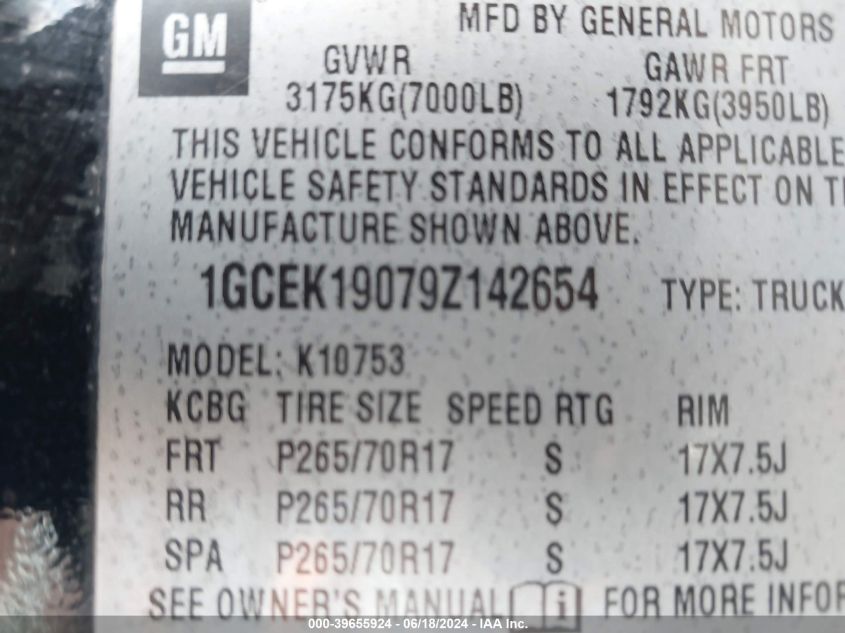 GM
MFD BY GENERAL MOTORS
GVWR GAWR FRT
3175KG(7000LB) 1792KG(3950LB)
THIS VEHICLE CONFORMS TO ALL APPLICABLE
VEHICLE SAFETY STANDARDS IN EFFECT ON
MANUFACTURE SHOWN ABOVE.
1GCEK19079Z142654 TYPE: TRUCK
MODEL: K10753
KCBG TIRE SIZE SPEED RTG RIM
FRT P265/70R17 S 17X7.5J
RR P265/70R17 S 17X7.5J
SPA P265/70R17 S 17X7.5J
SEE OWNER'S MANUAL i FOR MORE
000-39655924 - 06/18/2024 - IAA Inc.